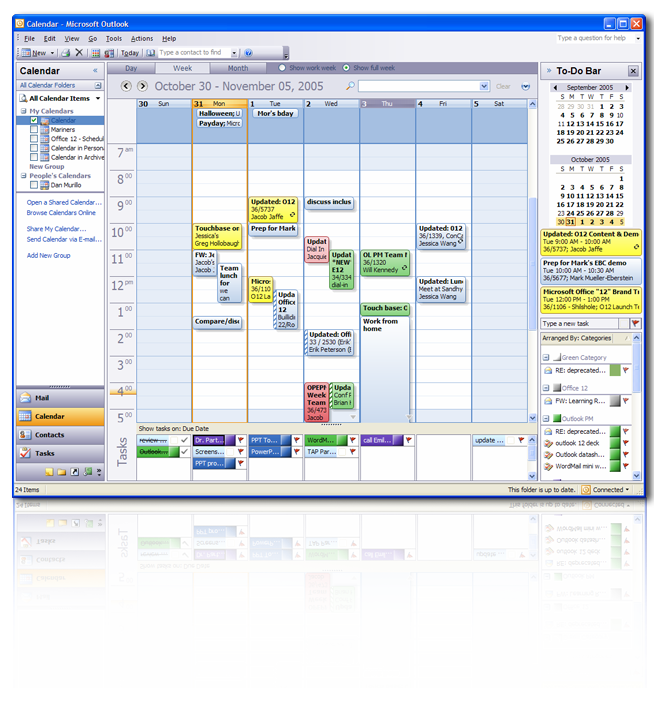 Calendar - Microsoft Outlook
File Edit View Go Tools Actions Help
Type a question for help
New Today Type a contact to find
Calendar
All Calendar Folders
All Calendar Items
My Calendars
Calendar
Mariners
Office 12 - Schedul
Calendar in Person
Calendars in Archive
New Group
People's Calendars
Dan Murillo
Open a Shared Calendar...
Browse Calendars Online
Share My Calendar...
Send Calendar via E-mail...
Add New Group
Mail
Calendar
Contacts
Tasks
Day Week Month Show work week Show full week
October 30 - November 05, 2005
Clear
30 Sun 31 Mon 1 Tue 2 Wed 3 Thu 4 Fri 5 Sat
Halloween; U
Payday; Micro
Mor's bday
7 am
8 00
9 00
10 00
11 00
12 pm
1 00
2 00
3 00
4 00
5 00
Touchbase or
Jessica's
Greg Hollobaugh
FW: J
Jacob's
Jacob
Team
lunch
for
we
can
Compare/disc
Updated: O12
36/5737
Jacob Jaffe
Prep for Mark
Micro
36/110
O12 La
Upda
Office
12
Buildi
22/Ro
discuss inclus
Updat
Dial In
Jacquie
Updat
"NEW
E12
34/334
dial-in
Updated: Offi
33 / 2530 (Erik'
Erik Peterson (I
OPEPM
Week
Team
36/473
Jacob
Upda
Conf F
Brian
OL PM Team M
36/1320
Will Kennedy
Touch base: C
Work from
home
Updated: O12
36/1339, Conf
Jessica Wang
Updated: Lun
Meet at Sandhy
Jessica Wang
Show tasks on: Due Date
Tasks
review ...
Outlook...
Dr. Part...
Screens...
PPT pro...
PPT To...
PowerP...
WordM...
TAP Par...
call Emil...
update ...
To-Do Bar
September 2005
S M T W T F S
28 29 30 31 1 2 3
4 5 6 7 8 9 10
11 12 13 14 15 16 17
18 19 20 21 22 23 24
25 26 27 28 29 30
October 2005
S M T W T F S
1
2 3 4 5 6 7 8
9 10 11 12 13 14 15
16 17 18 19 20 21 22
23 24 25 26 27 28 29
30 31 1 2 3 4 5
Updated: O12 Content & Dem
Tue 9:00 AM - 10:00 AM
36/5737; Jacob Jaffe
Prep for Mark's EBC demo
Tue 10:00 AM - 10:30 AM
36/5677; Mark Mueller-Eberstein
Microsoft Office "12" Brand T
Tue 12:00 PM - 1:00 PM
36/1106 - Shilshole; O12 Launch Te
Type a new task
Arranged By: Categories
Green Category
RE: deprecated...
Office 12
FW: Learning R...
Outlook PM
RE: deprecated...
outlook 12 deck
Outlook datash...
WordMail mini w...
24 Items
This folder is up to date. Connected